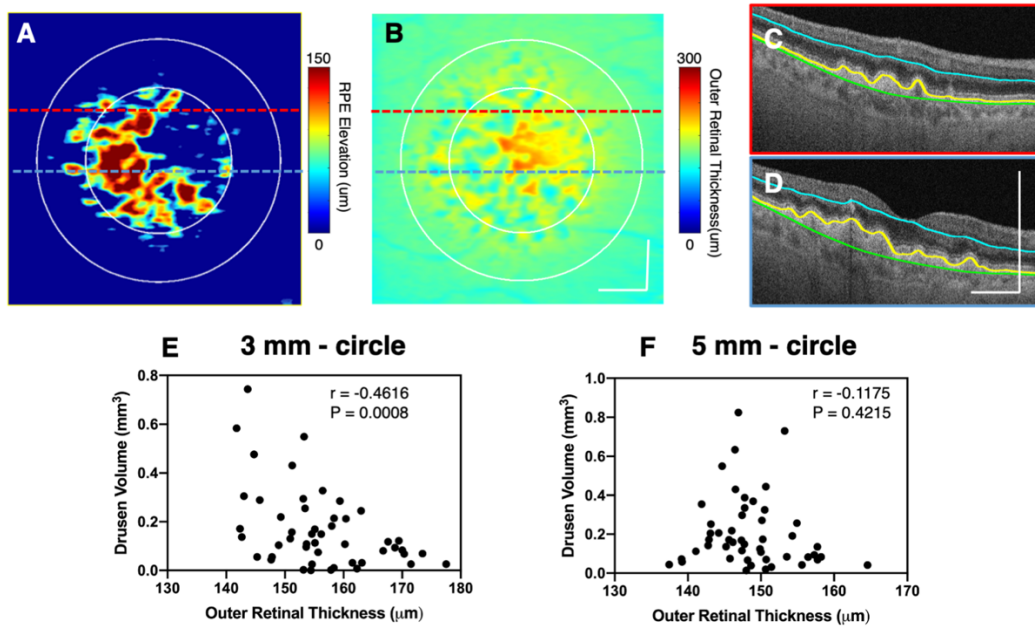 A
150
RPE Elevation (um)
0
B
300
Outer Retinal Thickness(um)
0
C
D
E 3 mm - circle
r = -0.4616
P = 0.0008
Drusen Volume (mm³)
0.8
0.6
0.4
0.2
0.0
130 140 150 160 170 180
Outer Retinal Thickness (μm)
F 5 mm - circle
r = -0.1175
P = 0.4215
Drusen Volume (mm³)
1.0
0.8
0.6
0.4
0.2
0.0
130 140 150 160 170
Outer Retinal Thickness (μm)